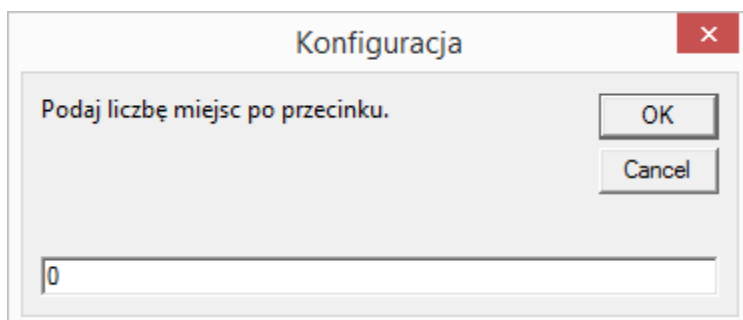 Konfiguracja
Podaj liczbę miejsc po przecinku.
OK
Cancel
0